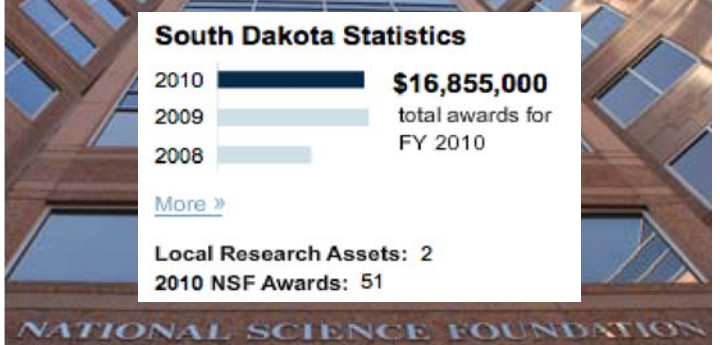 South Dakota Statistics
2010
$16,855,000
2009
total awards for
FY 2010
2008
More »
Local Research Assets: 2
2010 NSF Awards: 51
NATIONAL SCIENCE FOUNDATION